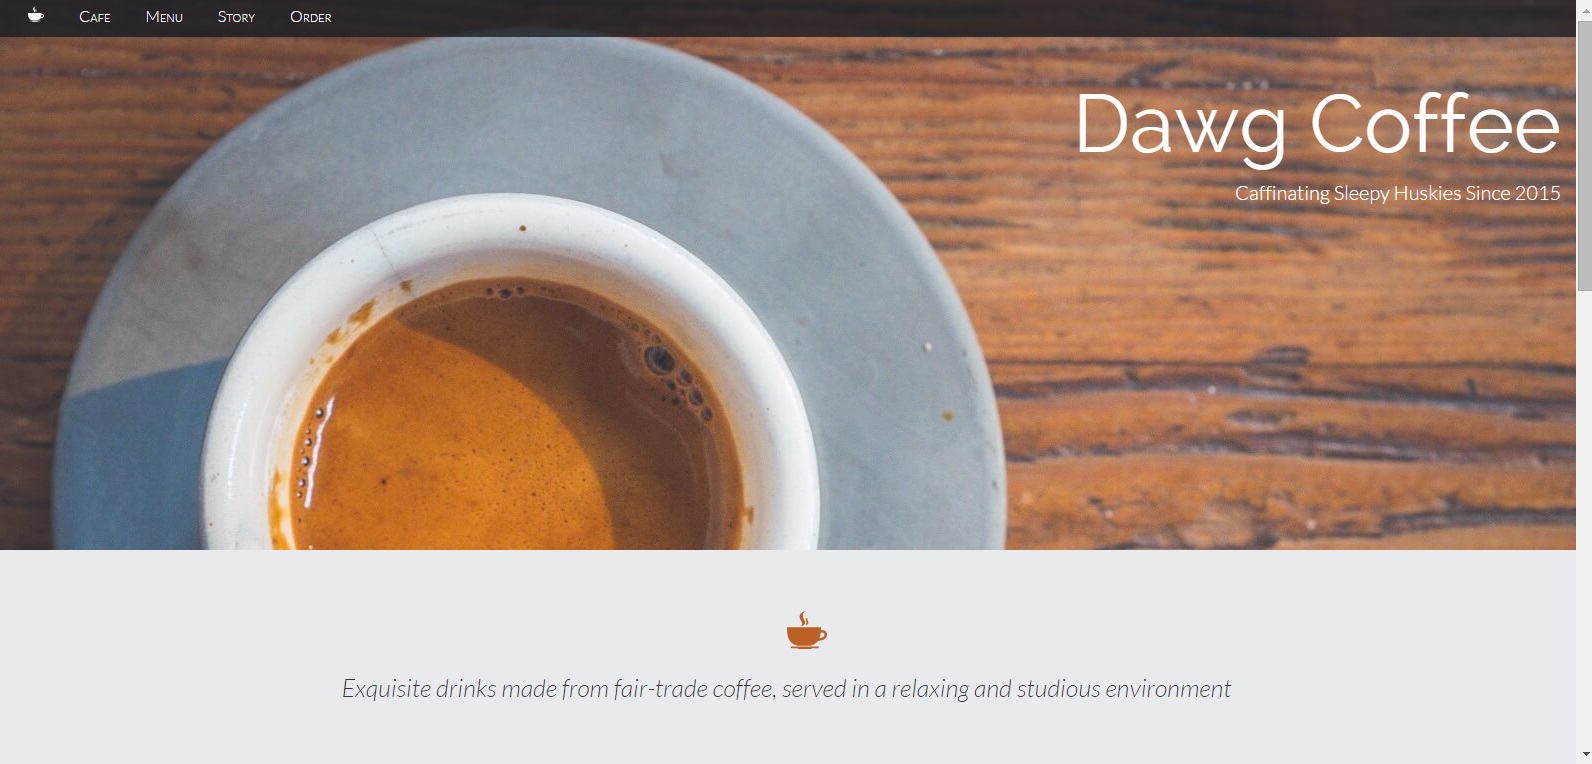 Cafe Menu Story Order
Dawg Coffee
Caffinating Sleepy Huskies Since 2015
Exquisite drinks made from fair-trade coffee, served in a relaxing and studious environment